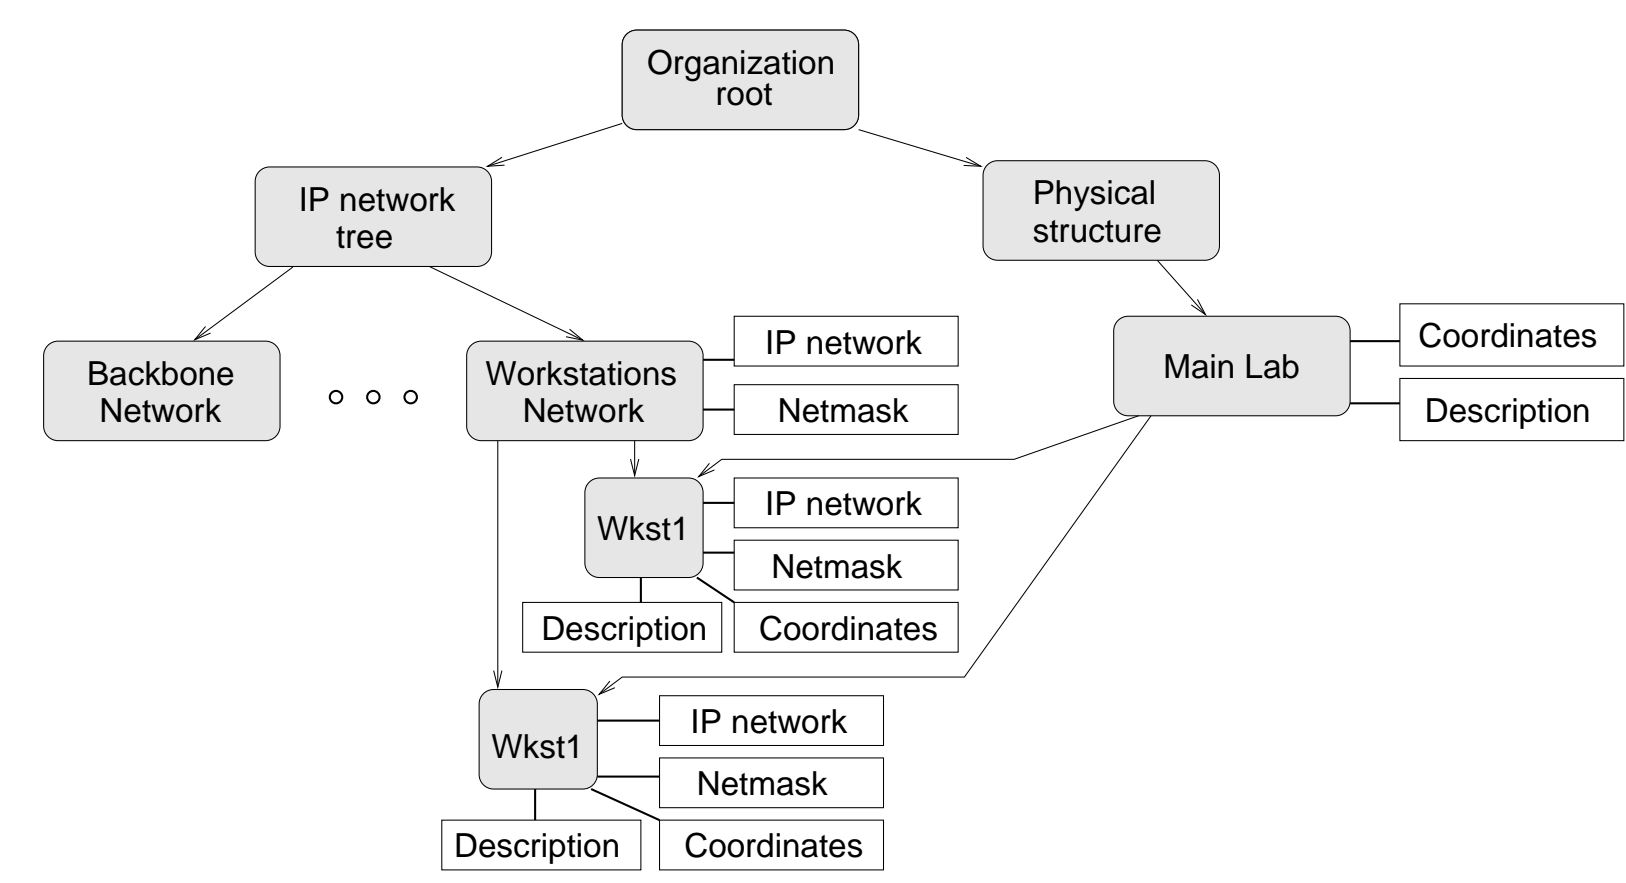 Organization
root
IP network
tree
Physical
structure
Backbone
Network
Workstations
Network
IP network
Netmask
Main Lab
Coordinates
Description
Wkst1
IP network
Netmask
Description
Coordinates
Wkst1
IP network
Netmask
Description
Coordinates